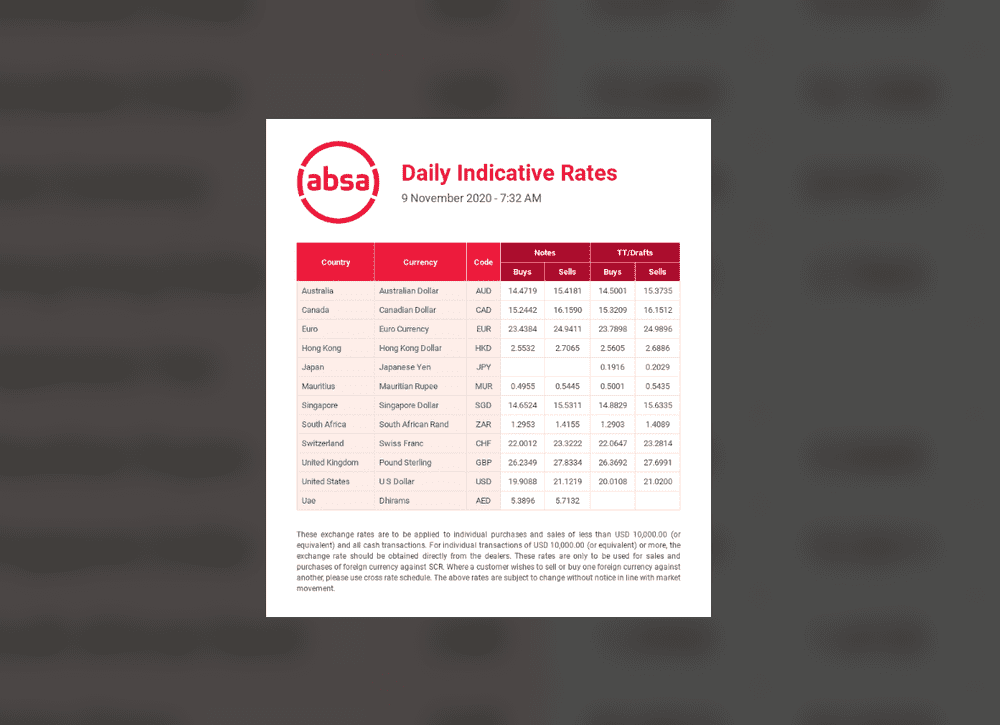 absa
Daily Indicative Rates
9 November 2020 - 7:32 AM
Country Currency Code Notes TT/Drafts
Buys Sells Buys Sells
Australia Australian Dollar AUD 14.4719 15.4181 14.5001 15.3735
Canada Canadian Dollar CAD 15.2442 16.1590 15.3209 16.1512
Euro Euro Currency EUR 23.4384 24.9411 23.7898 24.9896
Hong Kong Hong Kong Dollar HKD 2.5532 2.7065 2.5605 2.6886
Japan Japanese Yen JPY 0.1916 0.2029
Mauritius Mauritian Rupee MUR 0.4955 0.5445 0.5001 0.5435
Singapore Singapore Dollar SGD 14.6524 15.5311 14.8829 15.6335
South Africa South African Rand ZAR 1.2953 1.4155 1.2903 1.4089
Switzerland Swiss Franc CHF 22.0012 23.3222 22.0647 23.2814
United Kingdom Pound Sterling GBP 26.2349 27.8334 26.3692 27.6991
United States U S Dollar USD 19.9088 21.1219 20.0108 21.0200
Uae Dhirams AED 5.3896 5.7132
These exchange rates are to be applied to individual purchases and sales of less than USD 10,000.00 (or
equivalent) and all cash transactions. For individual transactions of USD 10,000.00 (or equivalent) or more, the
exchange rate should be obtained directly from the dealers. These rates are only to be used for sales and
purchases of foreign currency against SCR. Where a customer wishes to sell or buy one foreign currency against
another, please use cross rate schedule. The above rates are subject to change without notice in line with market
movement.